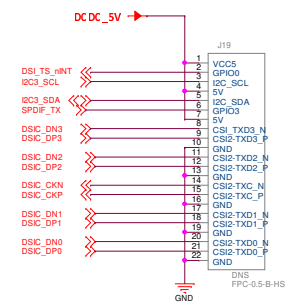 DCDC_5V
J19
1 VCC5
DSI_TS_nINT 2 GPIO0
I2C3_SCL 3 I2C_SCL
4 5V
I2C3_SDA 5 I2C_SDA
SPDIF_TX 6 GPIO3
7 5V
DSIC_DN3 8 CSI_TXD3_N
DSIC_DP3 9 CSI2-TXD3_P
10 GND
DSIC_DN2 11 CSI2-TXD2_N
DSIC_DP2 12 CSI2-TXD2_P
13 GND
DSIC_CKN 14 CSI2-TXC_N
DSIC_CKP 15 CSI2-TXC_P
16 GND
DSIC_DN1 17 CSI2-TXD1_N
DSIC_DP1 18 CSI2-TXD1_P
19 GND
DSIC_DN0 20 CSI2-TXD0_N
DSIC_DP0 21 CSI2-TXD0_P
22 GND
DNS
FPC-0.5-B-HS
GND